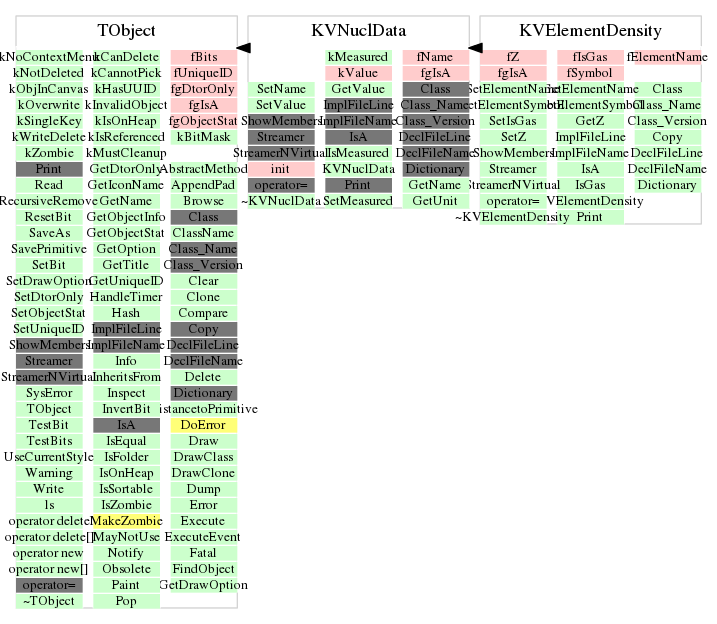 TObject KVNuclData KVElementDensity
kNoContextMenu kCanDelete fBits kMeasured fName fZ fIsGas fElementName
kNotDeleted kCannotPick fUniqueID kValue fgIsA fgIsA fSymbol
kObjInCanvas kHasUUID fgDtorOnly SetName GetValue Class SetElementName GetElementName Class
kOverwrite kInvalidObject fgIsA SetValue ImplFileLine Class_Name Class_Name
kSingleKey kIsOnHeap fgObjectStat ShowMembers ImplFileName Class_Version SetIsGas GetZ Class_Version
kWriteDelete kIsReferenced kBitMask Streamer IsA DeclFileLine SetZ ImplFileLine Copy
kZombie kMustCleanup StreamerNVirtual IsMeasured DeclFileName ShowMembers ImplFileName DeclFileLine
Print GetDtorOnly AbstractMethod init KVNuclData Dictionary Streamer IsA DeclFileName
Read GetIconName AppendPad operator= Print GetName StreamerNVirtual IsGas Dictionary
RecursiveRemove GetName Browse ~KVNuclData SetMeasured GetUnit operator= VElementDensity
ResetBit GetObjectInfo Class ~KVElementDensity Print
SaveAs GetObjectStat ClassName
SavePrimitive GetOption Class_Name
SetBit GetTitle Class_Version
SetDrawOption GetUniqueID Clear
SetDtorOnly HandleTimer Clone
SetObjectStat Hash Compare
SetUniqueID ImplFileLine Copy
ShowMembers ImplFileName DeclFileLine
Streamer Info DeclFileName
StreamerNVirtual InheritsFrom Delete
SysError Inspect Dictionary
TObject InvertBit istancetoPrimitive
TestBit IsA DoError
TestBits IsEqual Draw
UseCurrentStyle IsFolder DrawClass
Warning IsOnHeap DrawClone
Write IsSortable Dump
ls IsZombie Error
operator delete MakeZombie Execute
operator delete[] MayNotUse ExecuteEvent
operator new Notify Fatal
operator new[] Obsolete FindObject
operator= Paint GetDrawOption
~TObject Pop